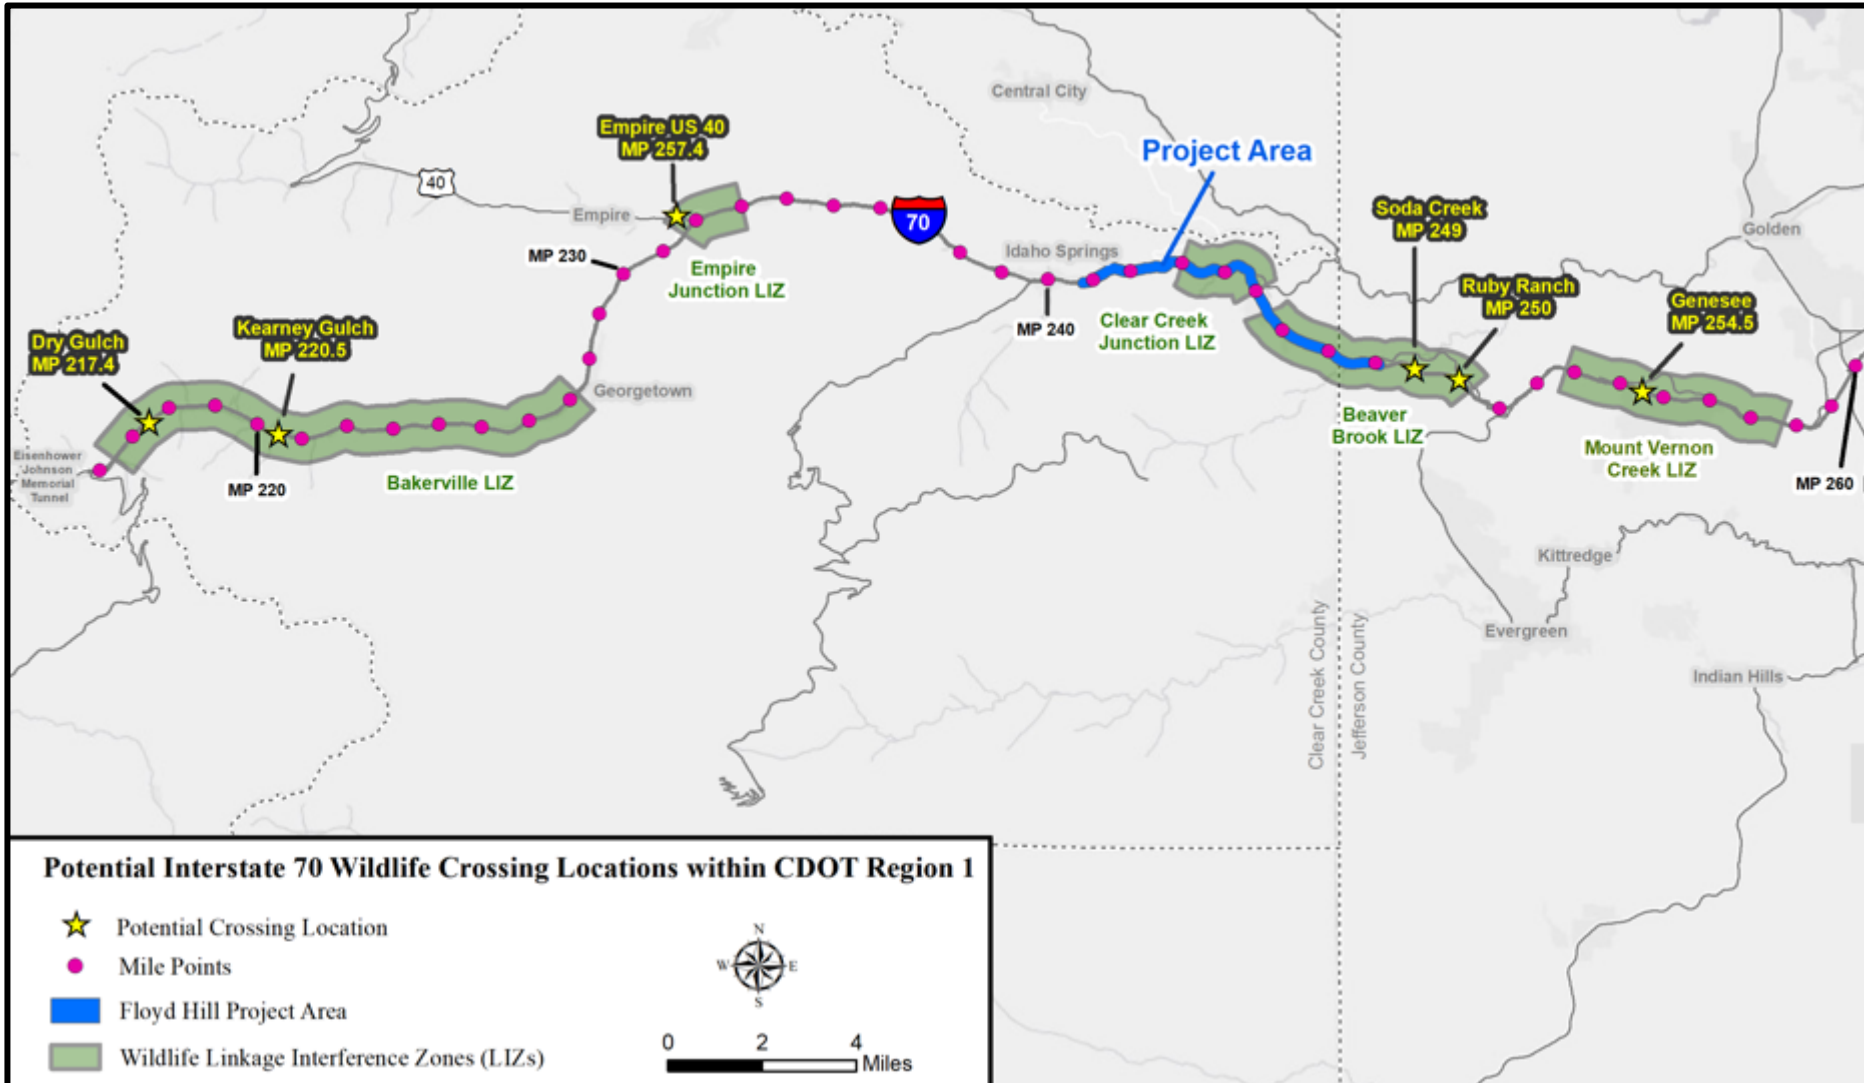 Central City
Empire US 40
MP 257.4
Project Area
40
Soda Creek
MP 249
Empire
70
Golden
Idaho Springs
MP 230
Empire
Junction LIZ
Ruby Ranch
MP 250
Genesee
MP 254.5
Dry Gulch
MP 217.4
Kearney Gulch
MP 220.5
MP 240
Clear Creek
Junction LIZ
Georgetown
Beaver
Brook LIZ
Mount Vernon
Creek LIZ
Eisenhower
Johnson
Memorial
Tunnel
MP 220
Bakerville LIZ
MP 260
Kittredge
Clear Creek County
Jefferson County
Evergreen
Indian Hills
Potential Interstate 70 Wildlife Crossing Locations within CDOT Region 1
Potential Crossing Location
Mile Points
Floyd Hill Project Area
Wildlife Linkage Interference Zones (LIZs)
N
W E
S
0 2 4
Miles